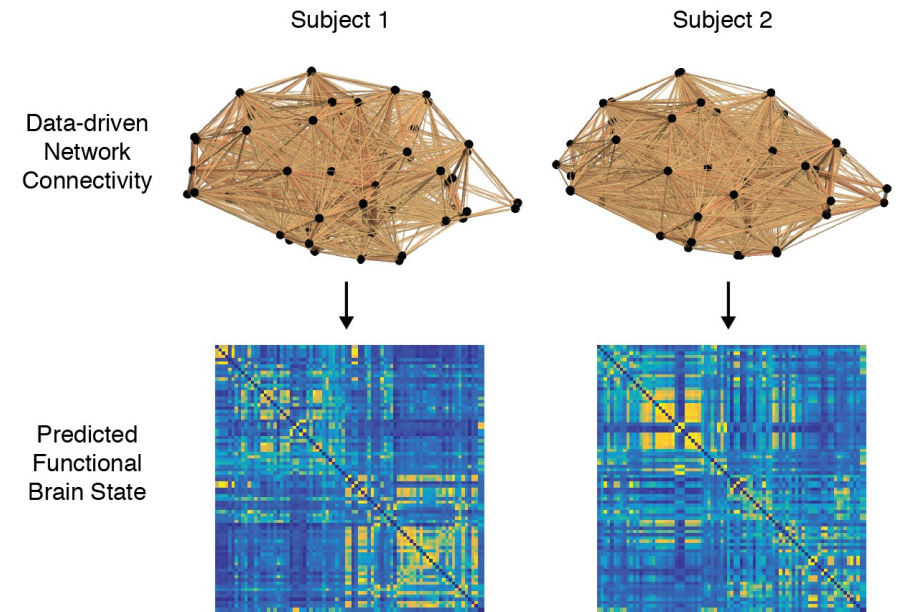 Subject 1
Subject 2
Data-driven
Network
Connectivity
Predicted
Functional
Brain State